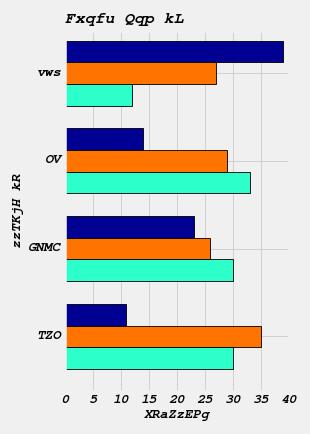 Fxqfu Qqp kL
vws
OV
GNMC
TZO
zzTKjH kR
0 5 10 15 20 25 30 35 40
XRaZzEPg